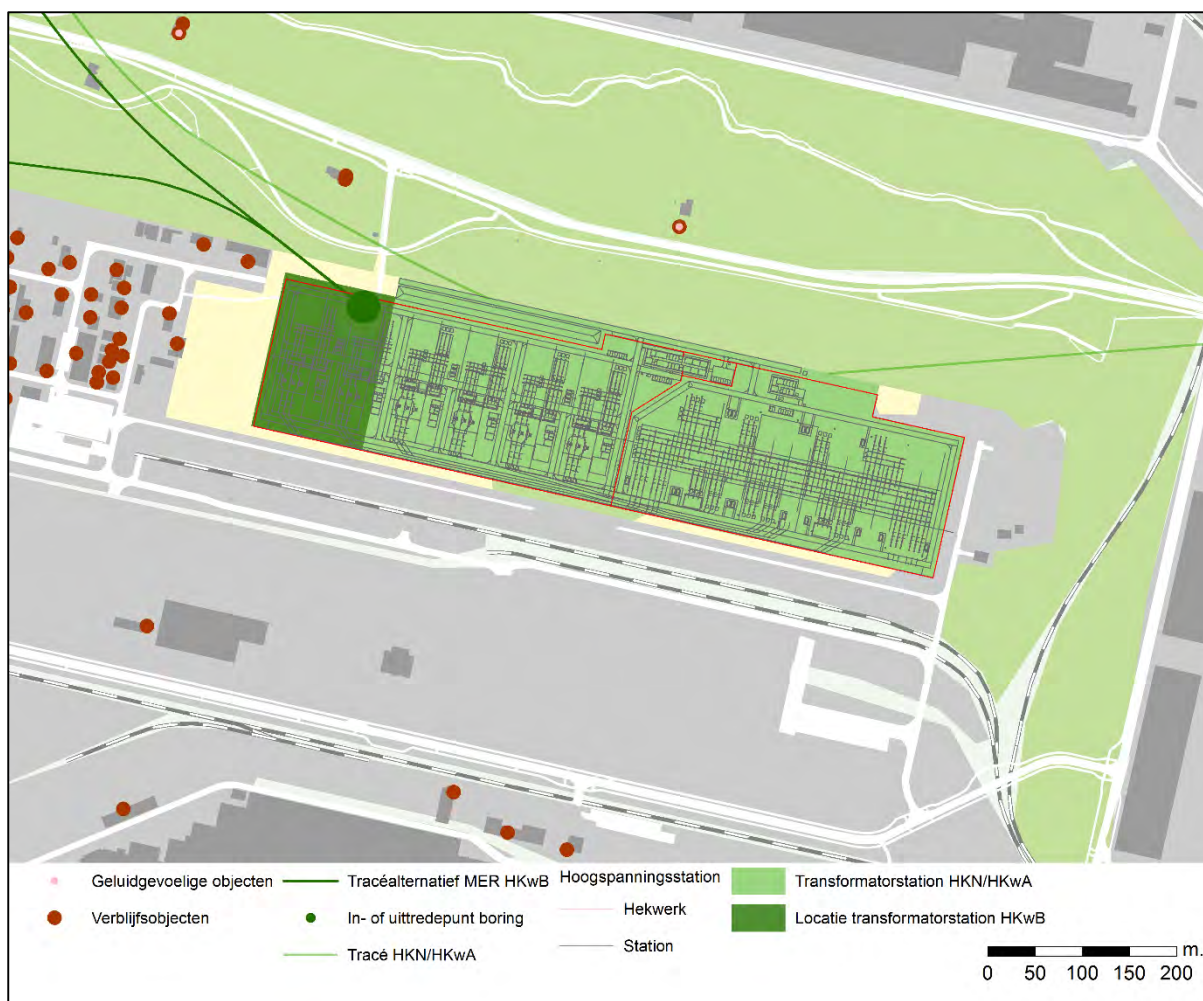 Geluidgevoelige objecten
Verblijfsobjecten
Tracéalternatief MER HKwB
In- of uittredepunt boring
Tracé HKN/HKwA
Hoogspanningsstation
Hekwerk
Station
Transformatorstation HKN/HKwA
Locatie transformatorstation HKwB
m.
0 50 100 150 200